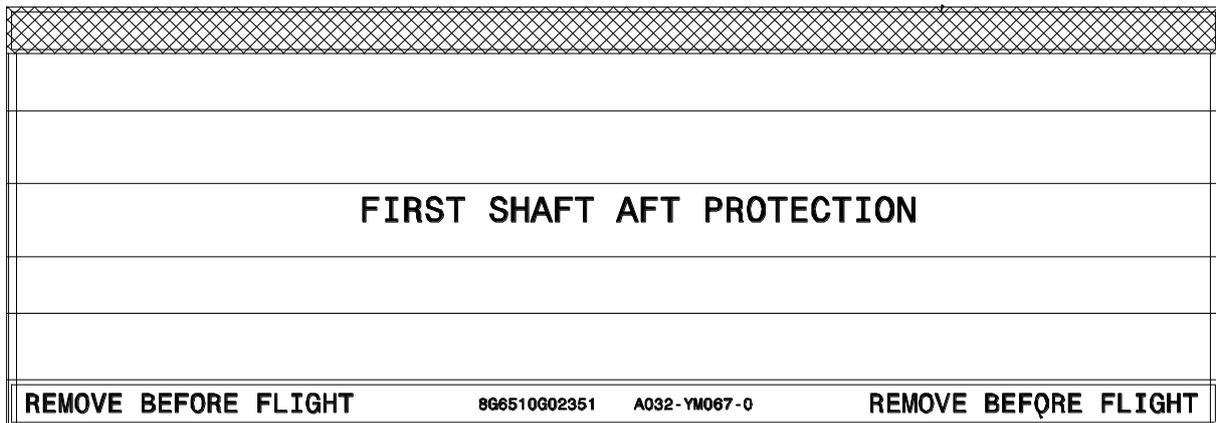 FIRST SHAFT AFT PROTECTION
REMOVE BEFORE FLIGHT 8G6510G02351 A032-YM067-0 REMOVE BEFORE FLIGHT